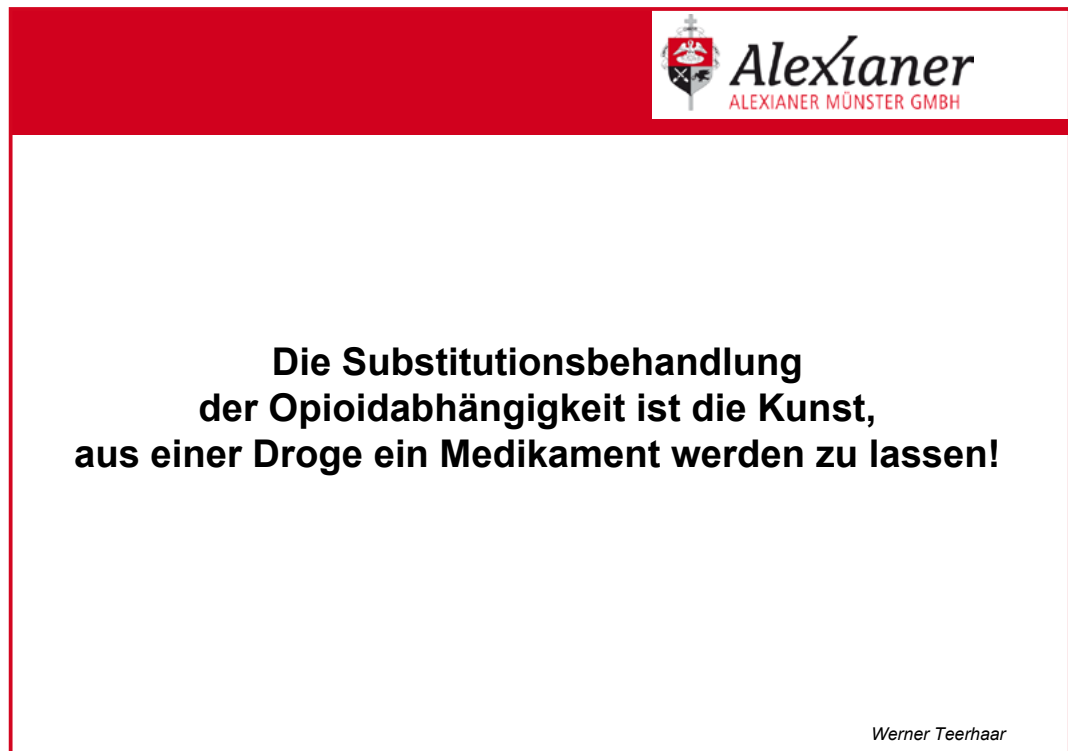 Alexianer
ALEXIANER MÜNSTER GMBH
Die Substitutionsbehandlung
der Opioidabhängigkeit ist die Kunst,
aus einer Droge ein Medikament werden zu lassen!
Werner Teerhaar